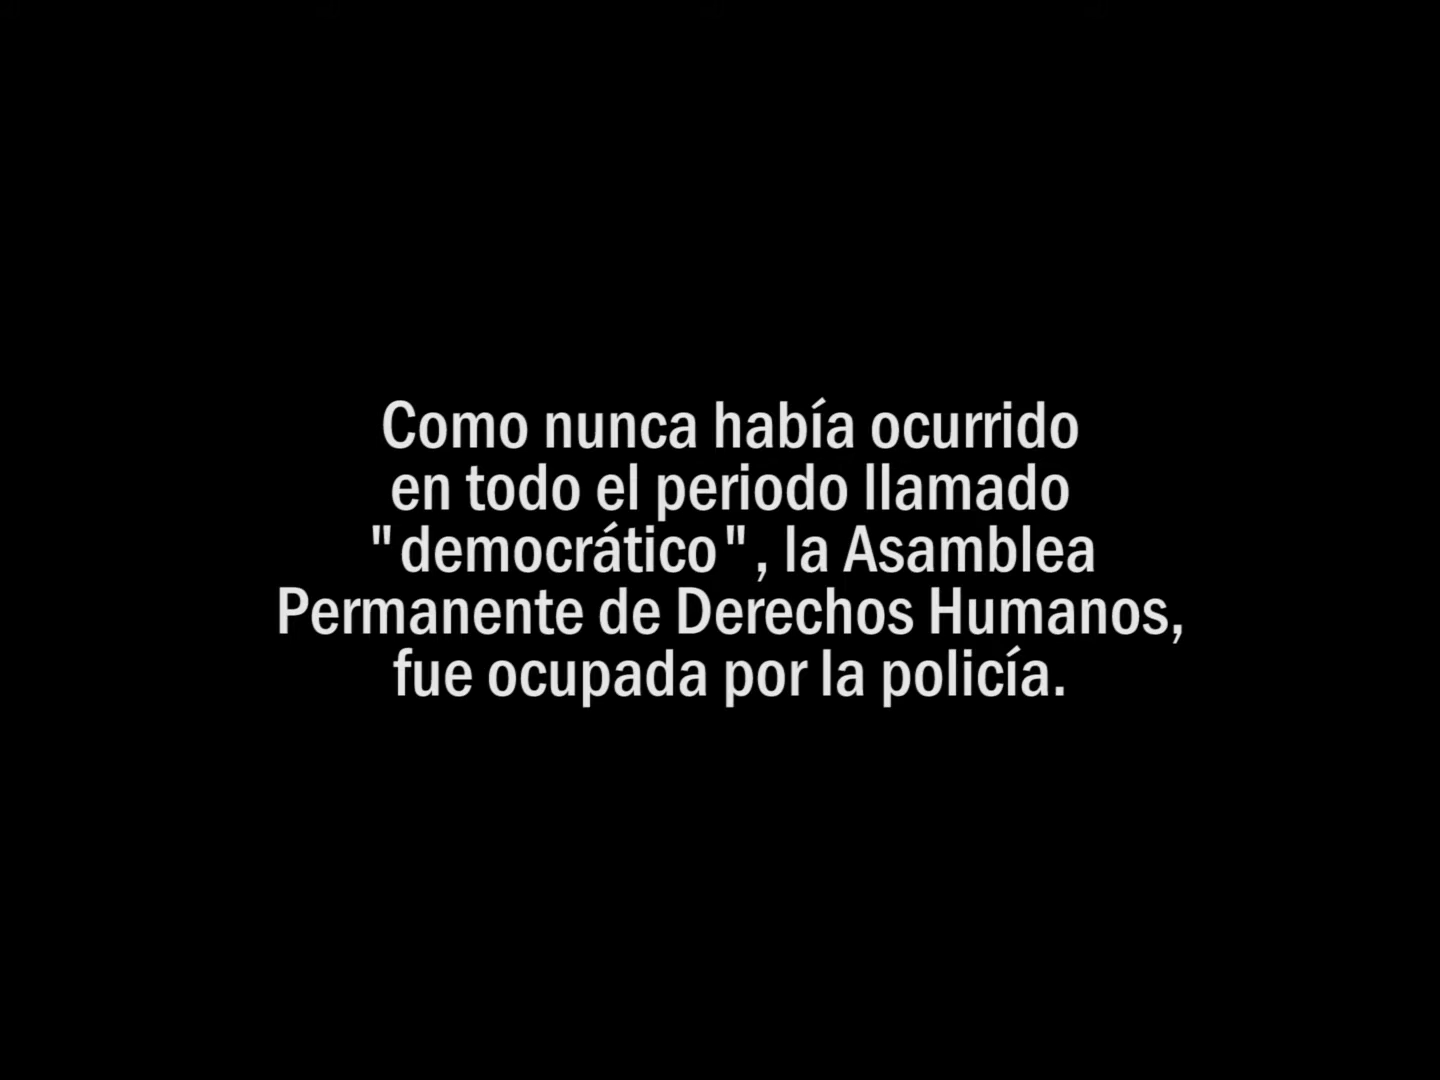 Como nunca había ocurrido
en todo el periodo llamado
"democrático", la Asamblea
Permanente de Derechos Humanos,
fue ocupada por la policía.